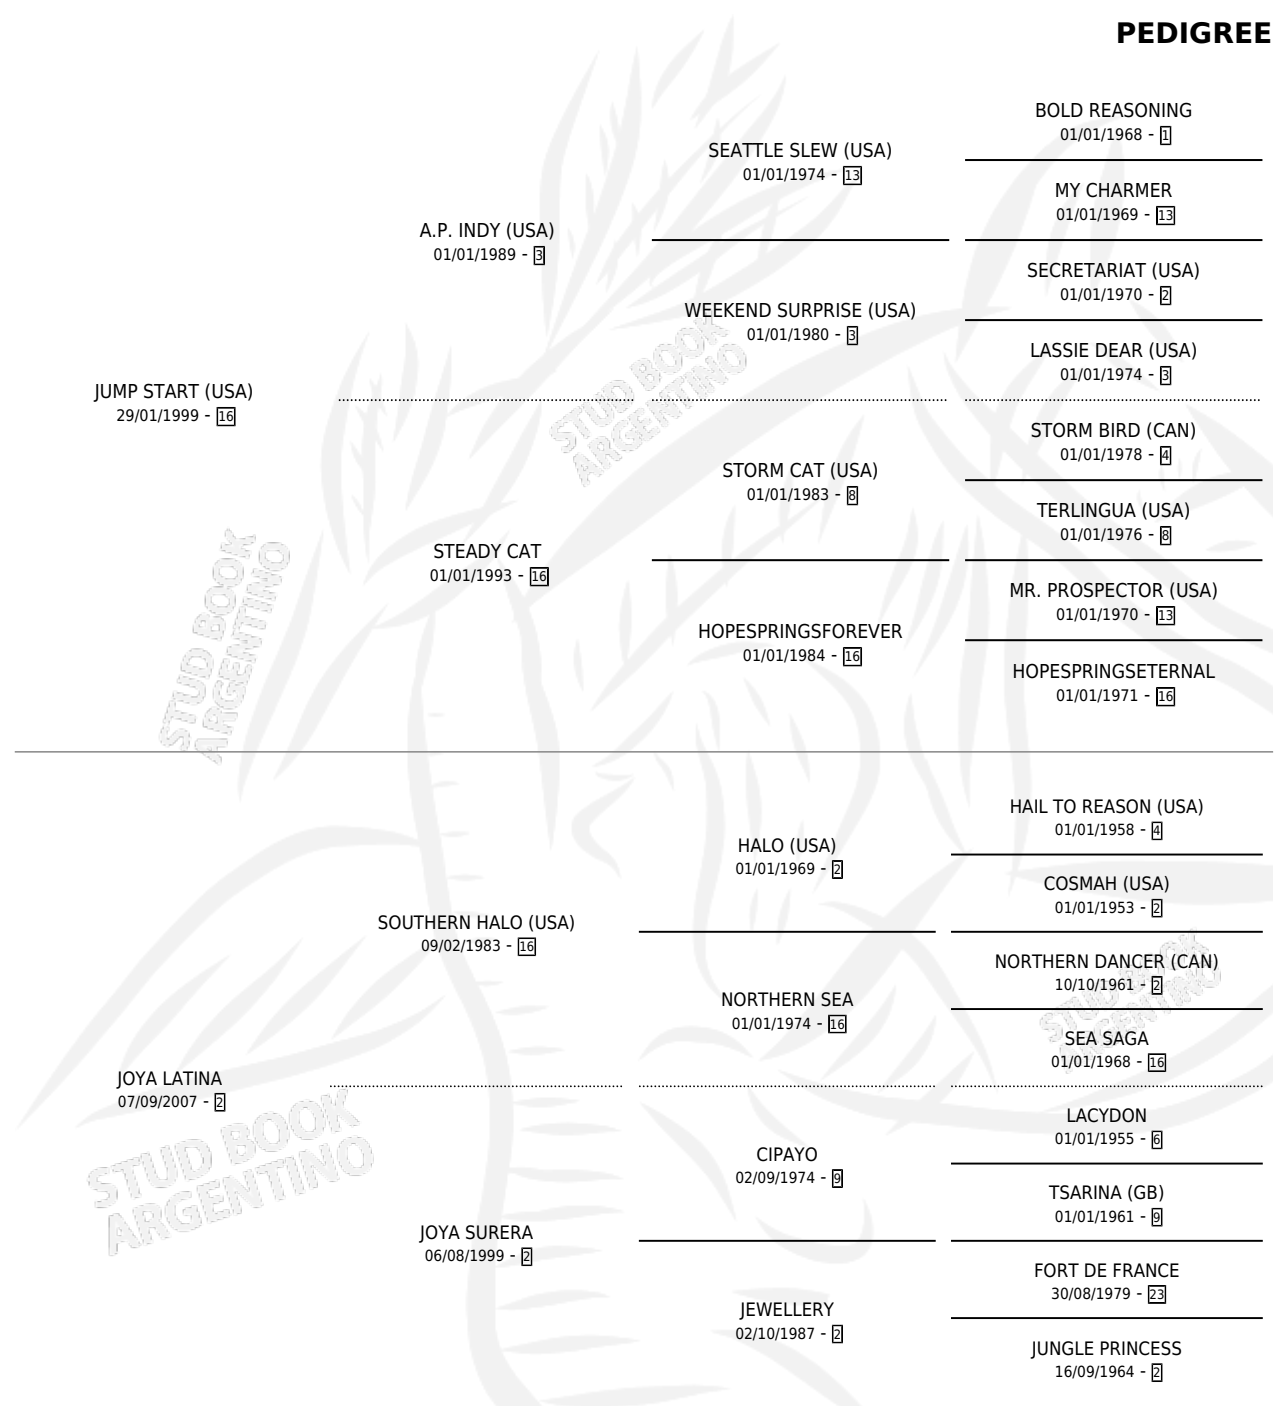 PEDIGREE
BOLD REASONING
01/01/1968 - 1
SEATTLE SLEW (USA)
01/01/1974 - 13
MY CHARMER
01/01/1969 - 13
A.P. INDY (USA)
01/01/1989 - 3
SECRETARIAT (USA)
01/01/1970 - 2
WEEKEND SURPRISE (USA)
01/01/1980 - 3
LASSIE DEAR (USA)
01/01/1974 - 3
JUMP START (USA)
29/01/1999 - 16
STORM BIRD (CAN)
01/01/1978 - 4
STORM CAT (USA)
01/01/1983 - 8
TERLINGUA (USA)
01/01/1976 - 8
STEADY CAT
01/01/1993 - 16
MR. PROSPECTOR (USA)
01/01/1970 - 13
HOPESPRINGSFOREVER
01/01/1984 - 16
HOPESPRINGSETERNAL
01/01/1971 - 16
HAIL TO REASON (USA)
01/01/1958 - 4
HALO (USA)
01/01/1969 - 2
COSMAH (USA)
01/01/1953 - 2
SOUTHERN HALO (USA)
09/02/1983 - 16
NORTHERN DANCER (CAN)
10/10/1961 - 2
NORTHERN SEA
01/01/1974 - 16
SEA SAGA
01/01/1968 - 16
JOYA LATINA
07/09/2007 - 2
LACYDON
01/01/1955 - 6
CIPAYO
02/09/1974 - 9
TSARINA (GB)
01/01/1961 - 9
JOYA SURERA
06/08/1999 - 2
FORT DE FRANCE
30/08/1979 - 23
JEWELLERY
02/10/1987 - 2
JUNGLE PRINCESS
16/09/1964 - 2
STUD BOOK
ARGENTINO
STUD BOOK
ARGENTINO
STUD BOOK
ARGENTINO
STUD BOOK
ARGENTINO